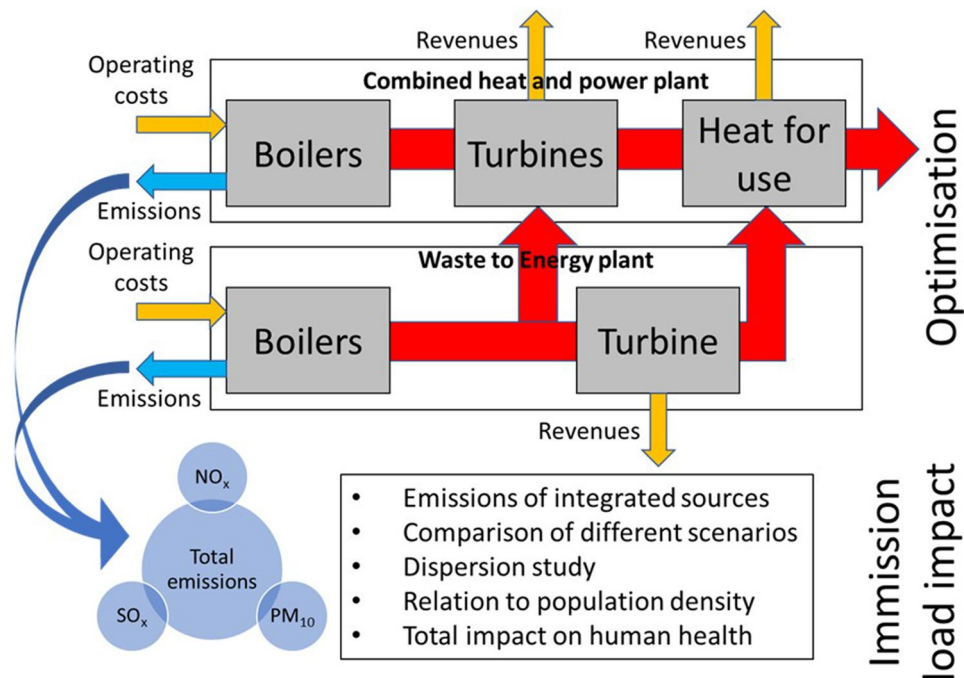 Revenues
Revenues
Operating
costs
Combined heat and power plant
Boilers
Turbines
Heat for
use
Emissions
Optimisation
Operating
costs
Waste to Energy plant
Boilers
Turbine
Emissions
Revenues
NOₓ
Total
emissions
SOₓ
PM₁₀
• Emissions of integrated sources
• Comparison of different scenarios
• Dispersion study
• Relation to population density
• Total impact on human health
Immission
load impact